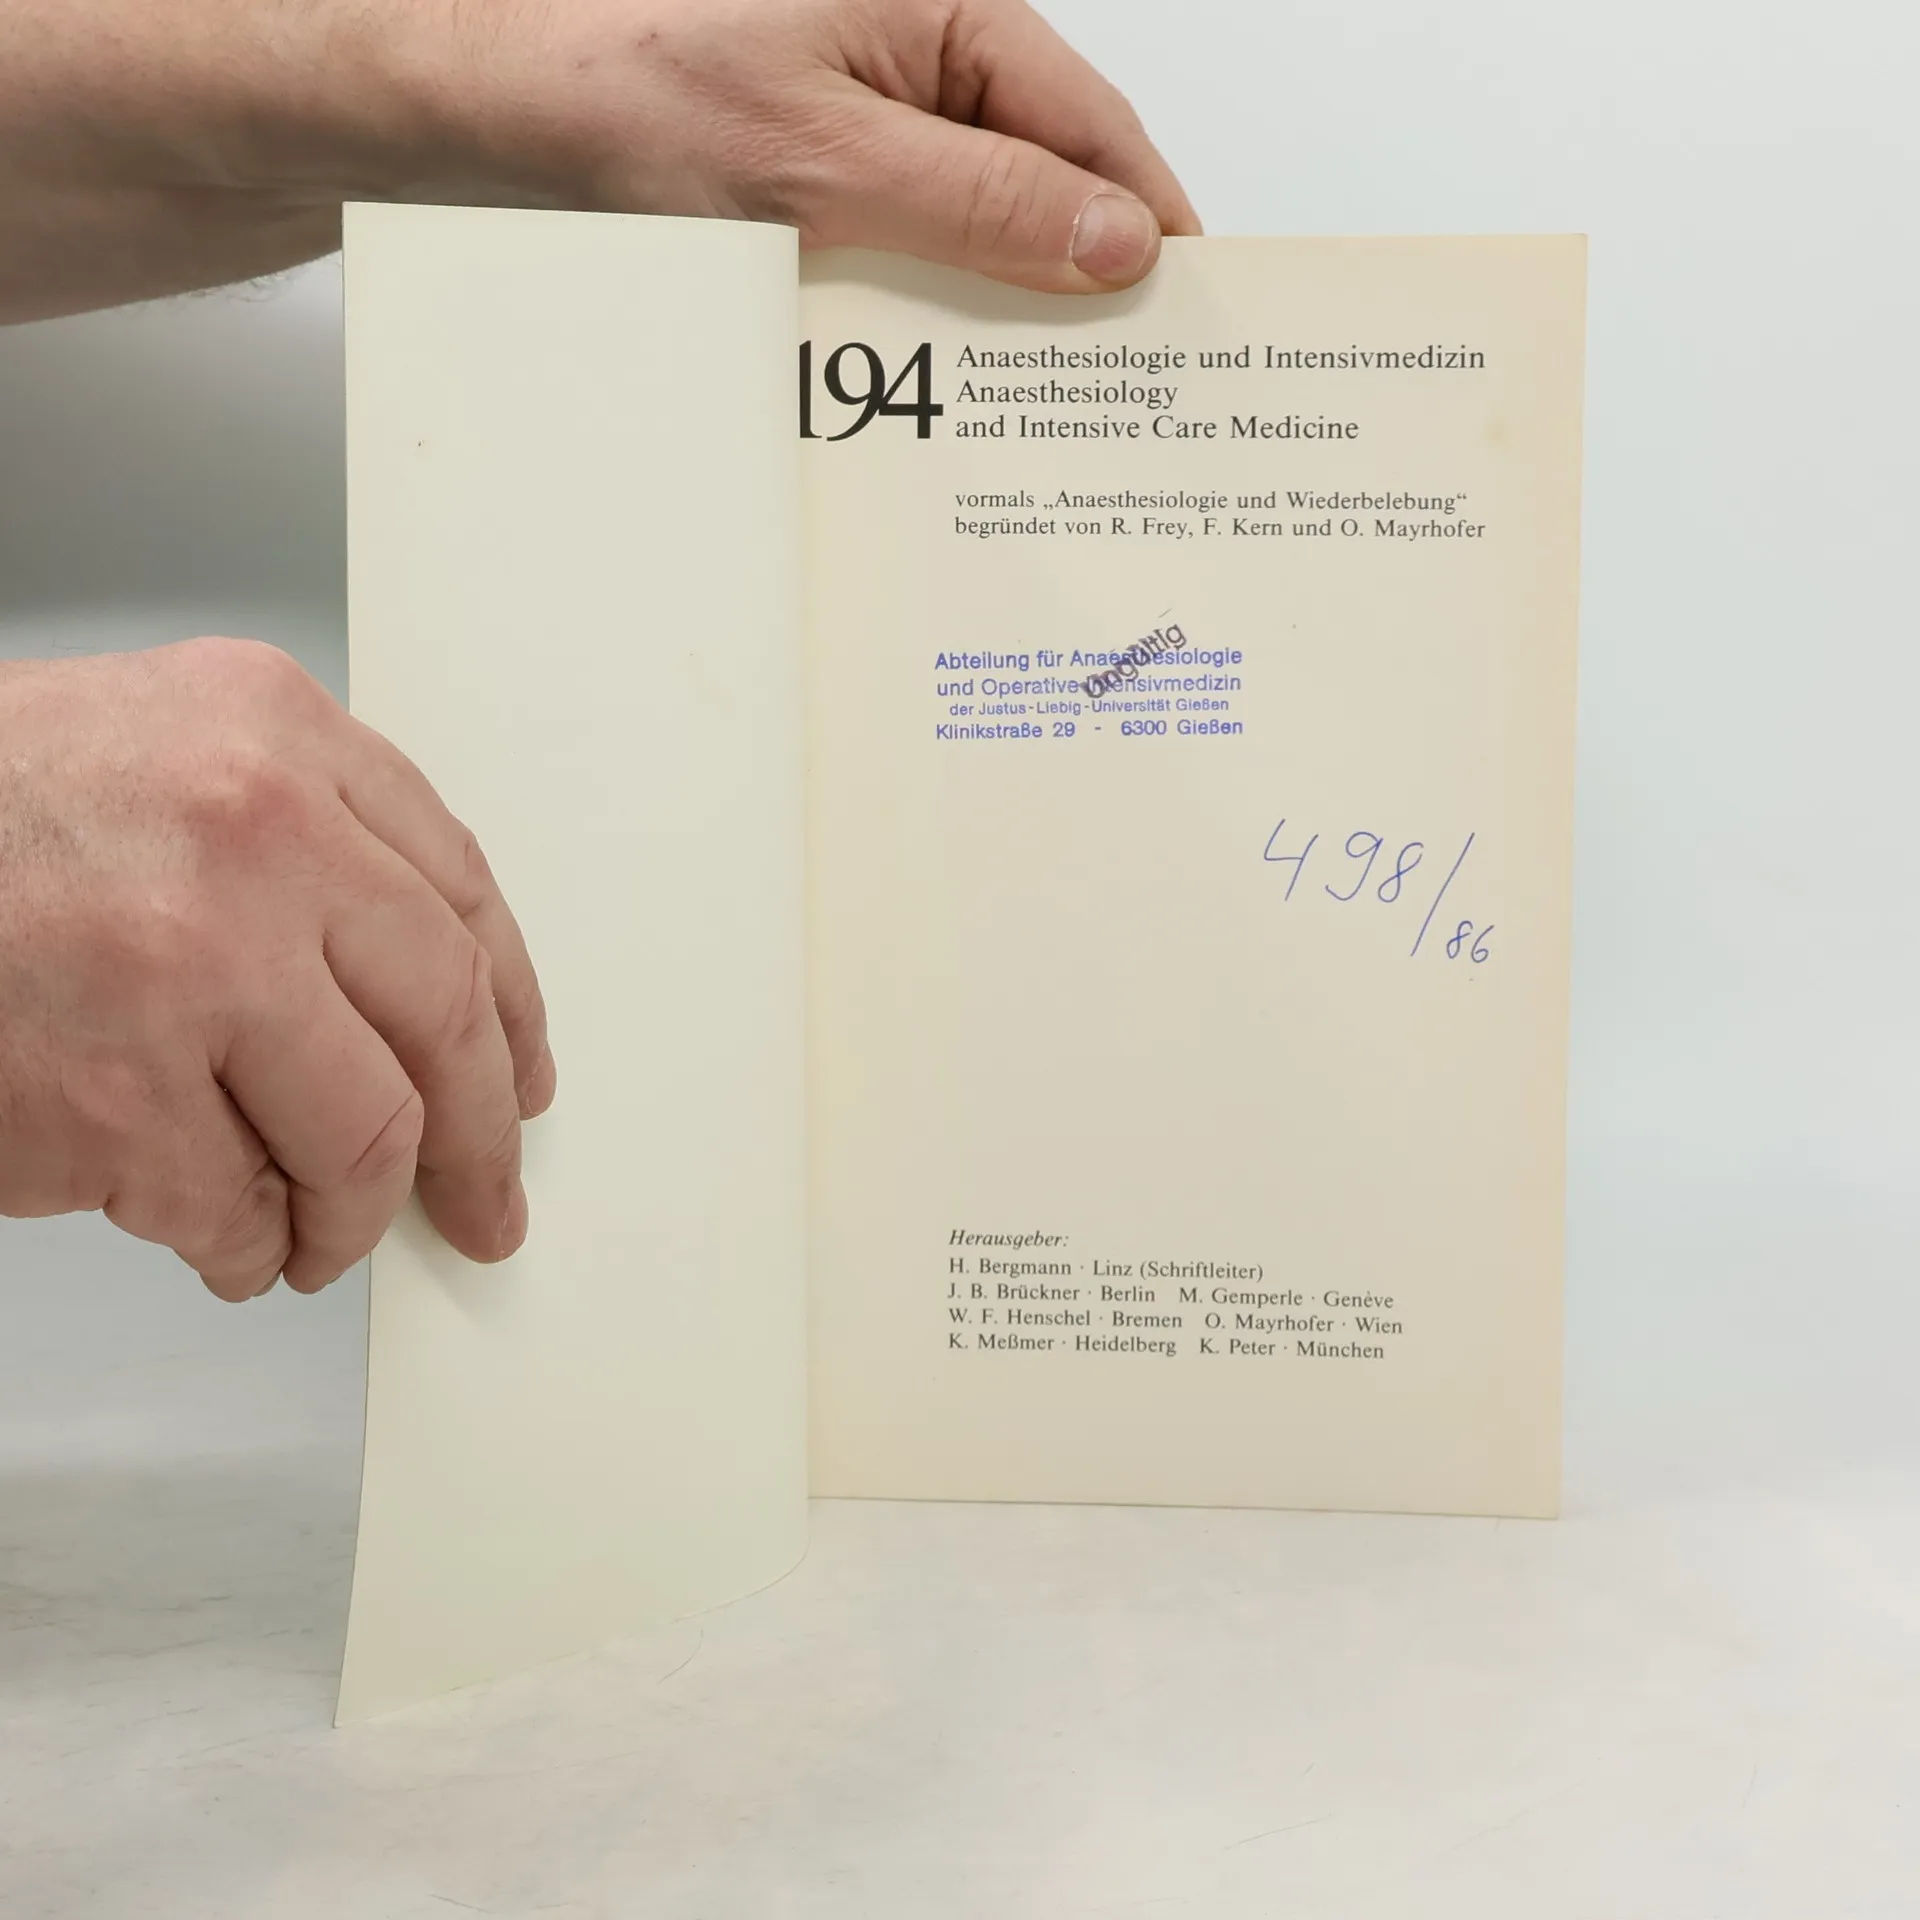 194
Anaesthesiologie und Intensivmedizin
Anaesthesiology
and Intensive Care Medicine
vormals „Anaesthesiologie und Wiederbelebung“
begründet von R. Frey, F. Kern und O. Mayrhofer
Ungültig
Abteilung für Anaesthesiologie
und Operative Intensivmedizin
der Justus-Liebig-Universität Gießen
Klinikstraße 29 - 6300 Gießen
498/86
Herausgeber:
H. Bergmann · Linz (Schriftleiter)
J. B. Brückner · Berlin M. Gemperle · Genève
W. F. Henschel · Bremen O. Mayrhofer · Wien
K. Meßmer · Heidelberg K. Peter · München